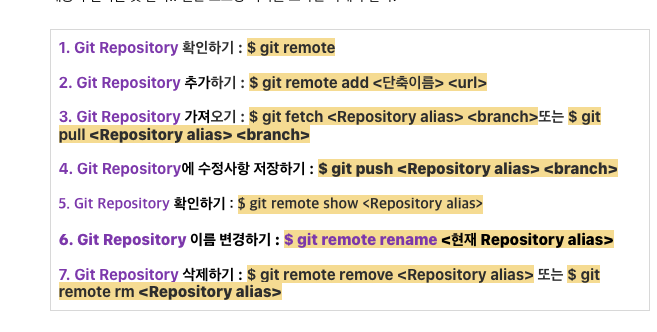 1. Git Repository 확인하기 : $ git remote
2. Git Repository 추가하기 : $ git remote add <단축이름> <url>
3. Git Repository 가져오기 : $ git fetch <Repository alias> <branch>또는 $ git
pull <Repository alias> <branch>
4. Git Repository에 수정사항 저장하기 : $ git push <Repository alias> <branch>
5. Git Repository 확인하기 : $ git remote show <Repository alias>
6. Git Repository 이름 변경하기 : $ git remote rename <현재 Repository alias>
7. Git Repository 삭제하기 : $ git remote remove <Repository alias> 또는 $ git
remote rm <Repository alias>